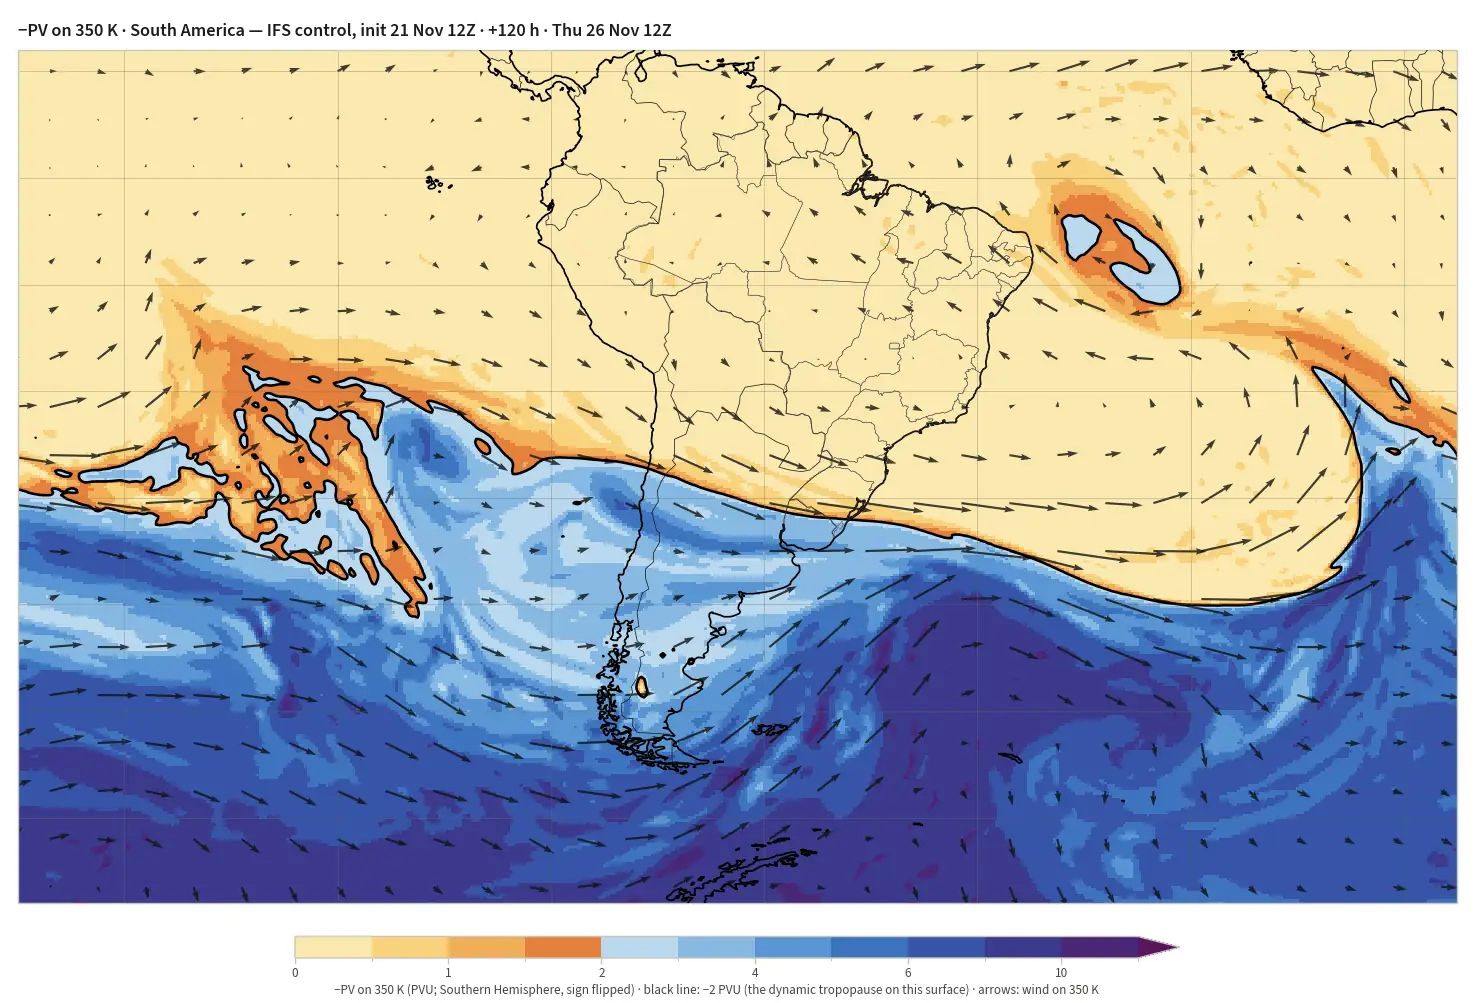 −PV on 350 K · South America — IFS control, init 21 Nov 12Z · +120 h · Thu 26 Nov 12Z
0 1 2 4 6 10
−PV on 350 K (PVU; Southern Hemisphere, sign flipped) · black line: −2 PVU (the dynamic tropopause on this surface) · arrows: wind on 350 K